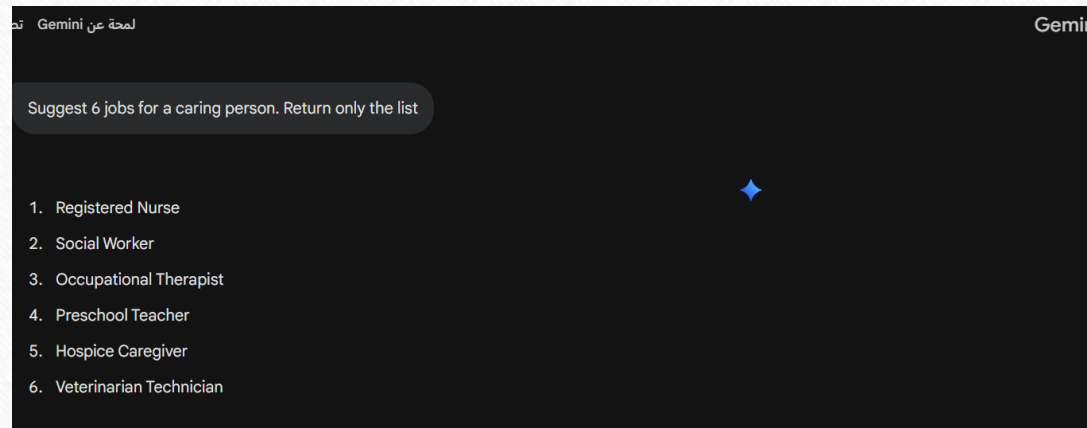 لمحة عن Gemini
Suggest 6 jobs for a caring person. Return only the list
1. Registered Nurse
2. Social Worker
3. Occupational Therapist
4. Preschool Teacher
5. Hospice Caregiver
6. Veterinarian Technician